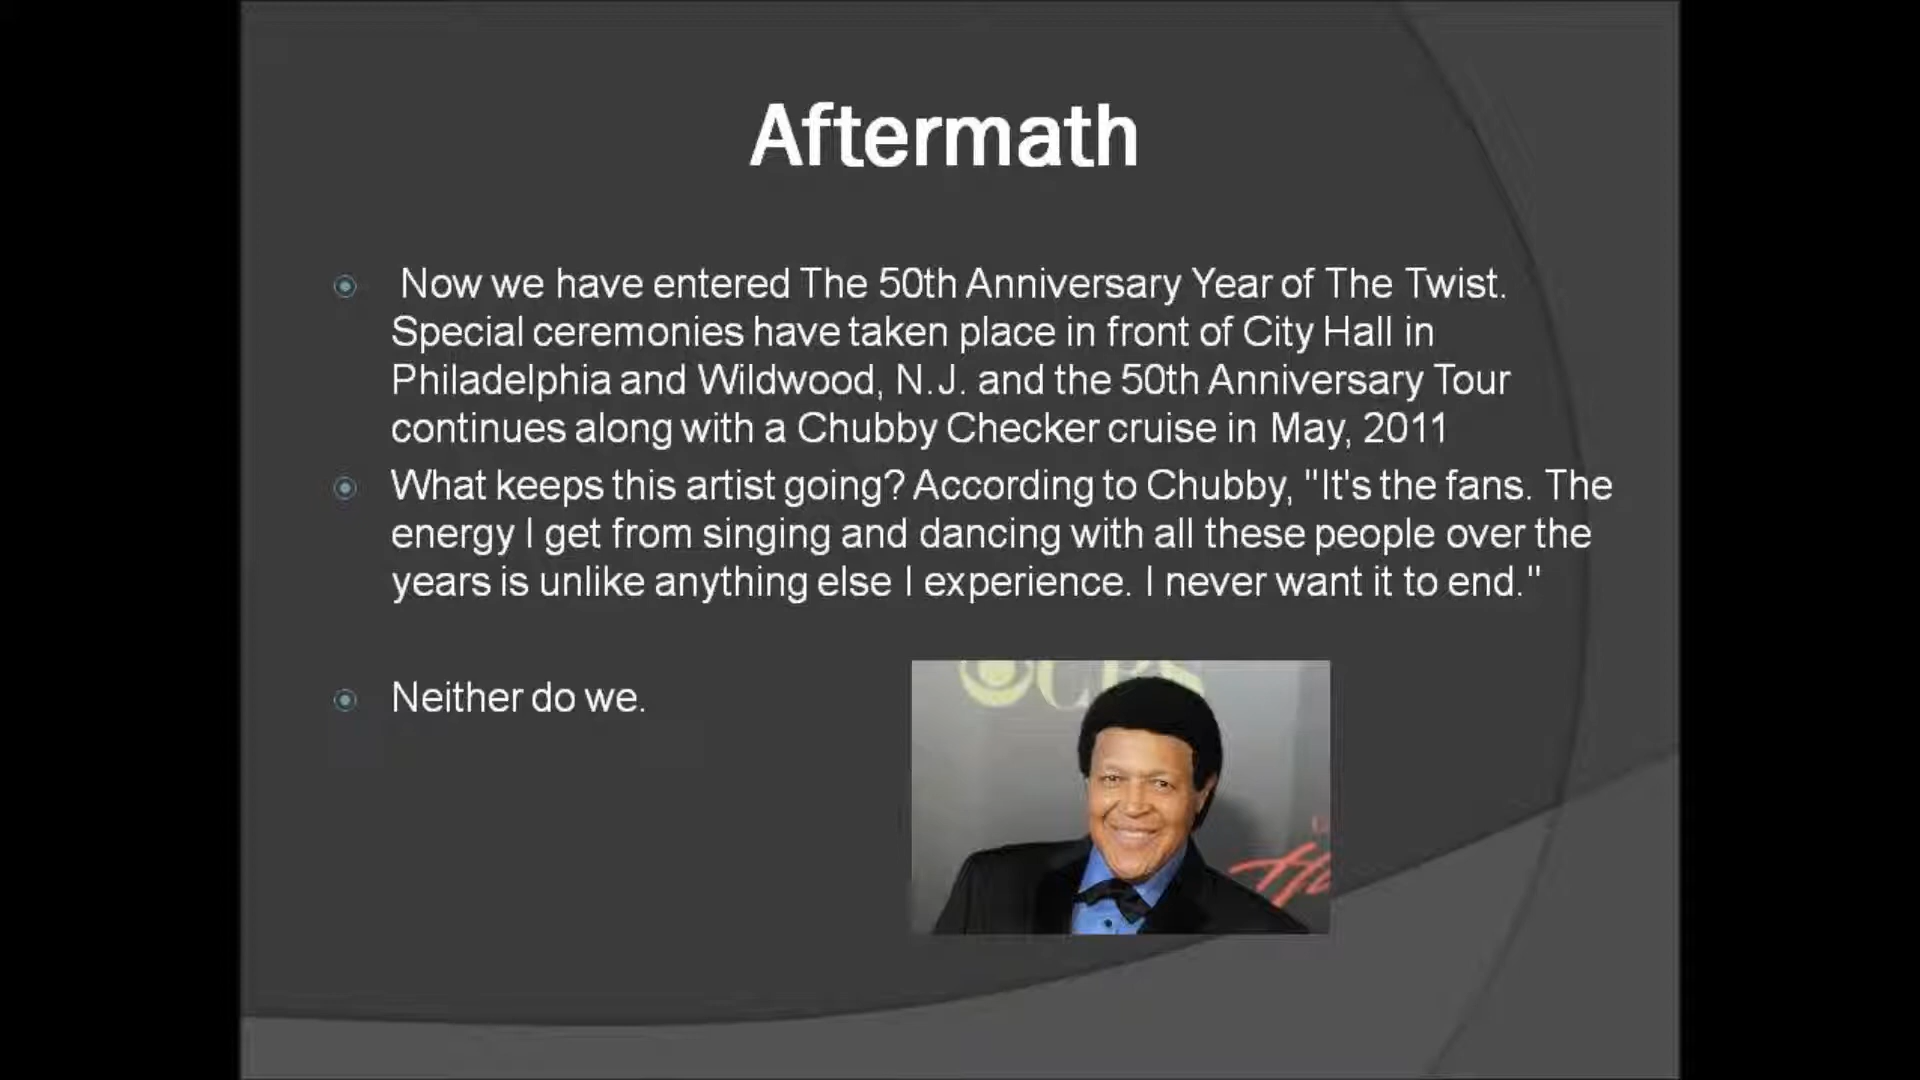 Aftermath
Now we have entered The 50th Anniversary Year of The Twist.
Special ceremonies have taken place in front of City Hall in
Philadelphia and Wildwood, N.J. and the 50th Anniversary Tour
continues along with a Chubby Checker cruise in May, 2011
What keeps this artist going? According to Chubby, "It's the fans. The
energy I get from singing and dancing with all these people over the
years is unlike anything else I experience. I never want it to end."
Neither do we.
CBS